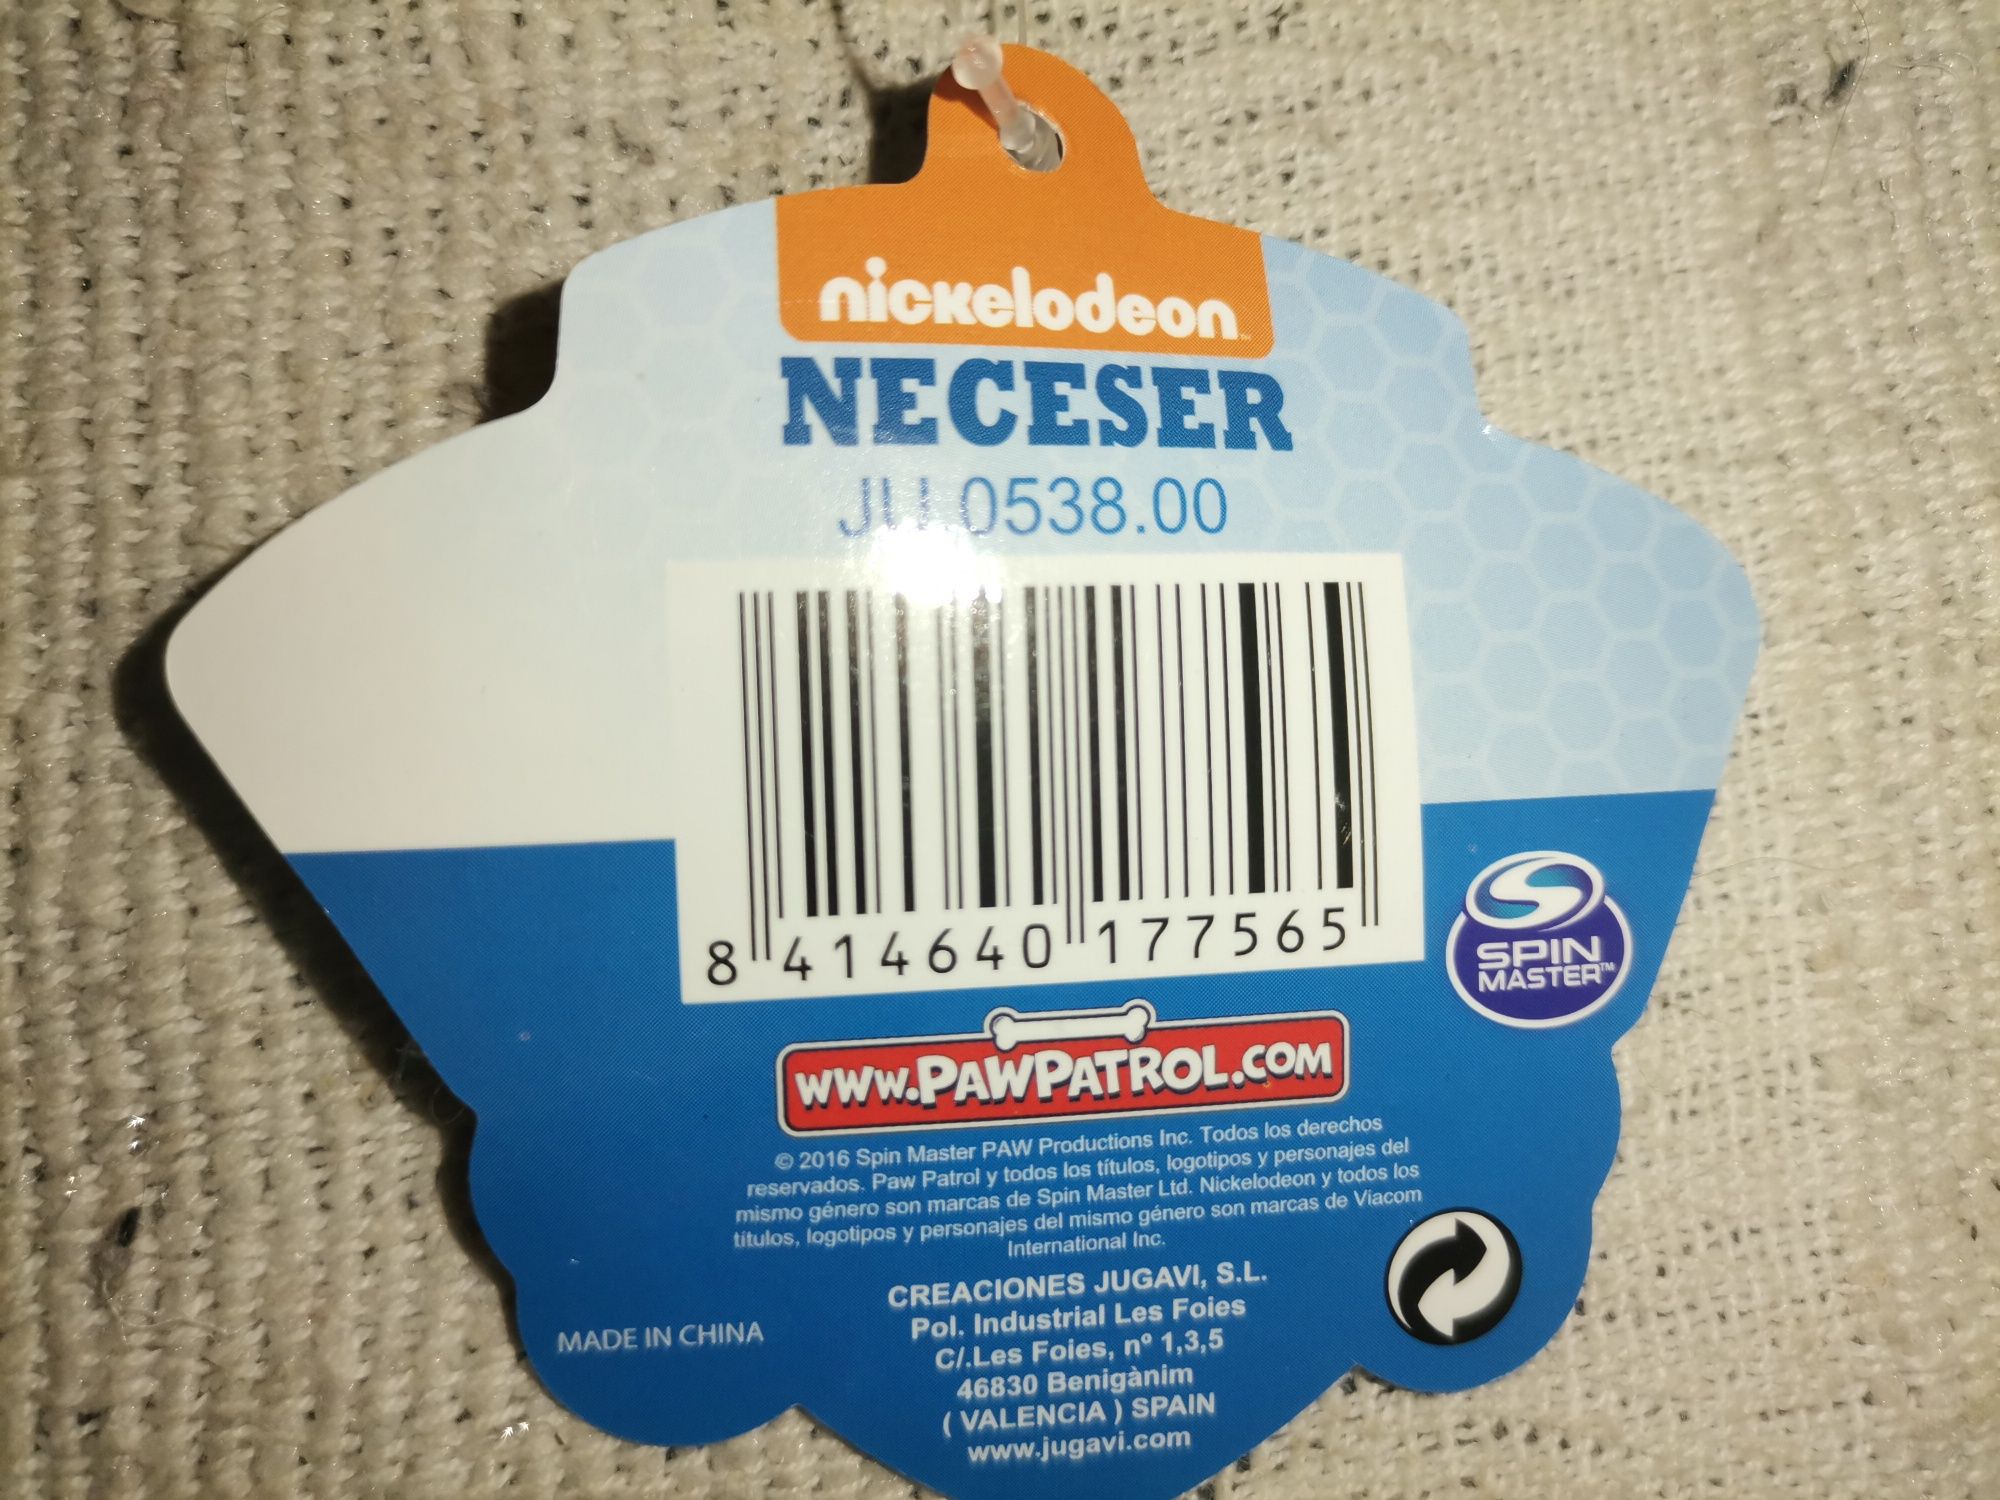 nickelodeon
NECESER
JU 0538.00
8 414640 177565
SPIN
MASTER™
WWW.PAWPATROL.COM
© 2016 Spin Master PAW Productions Inc. Todos los derechos
reservados. Paw Patrol y todos los títulos, logotipos y personajes del
mismo género son marcas de Spin Master Ltd. Nickelodeon y todos los
títulos, logotipos y personajes del mismo género son marcas de Viacom
International Inc.
CREACIONES JUGAVI, S.L.
Pol. Industrial Les Foies
C/.Les Foies, nº 1,3,5
46830 Benigànim
( VALENCIA ) SPAIN
www.jugavi.com
MADE IN CHINA